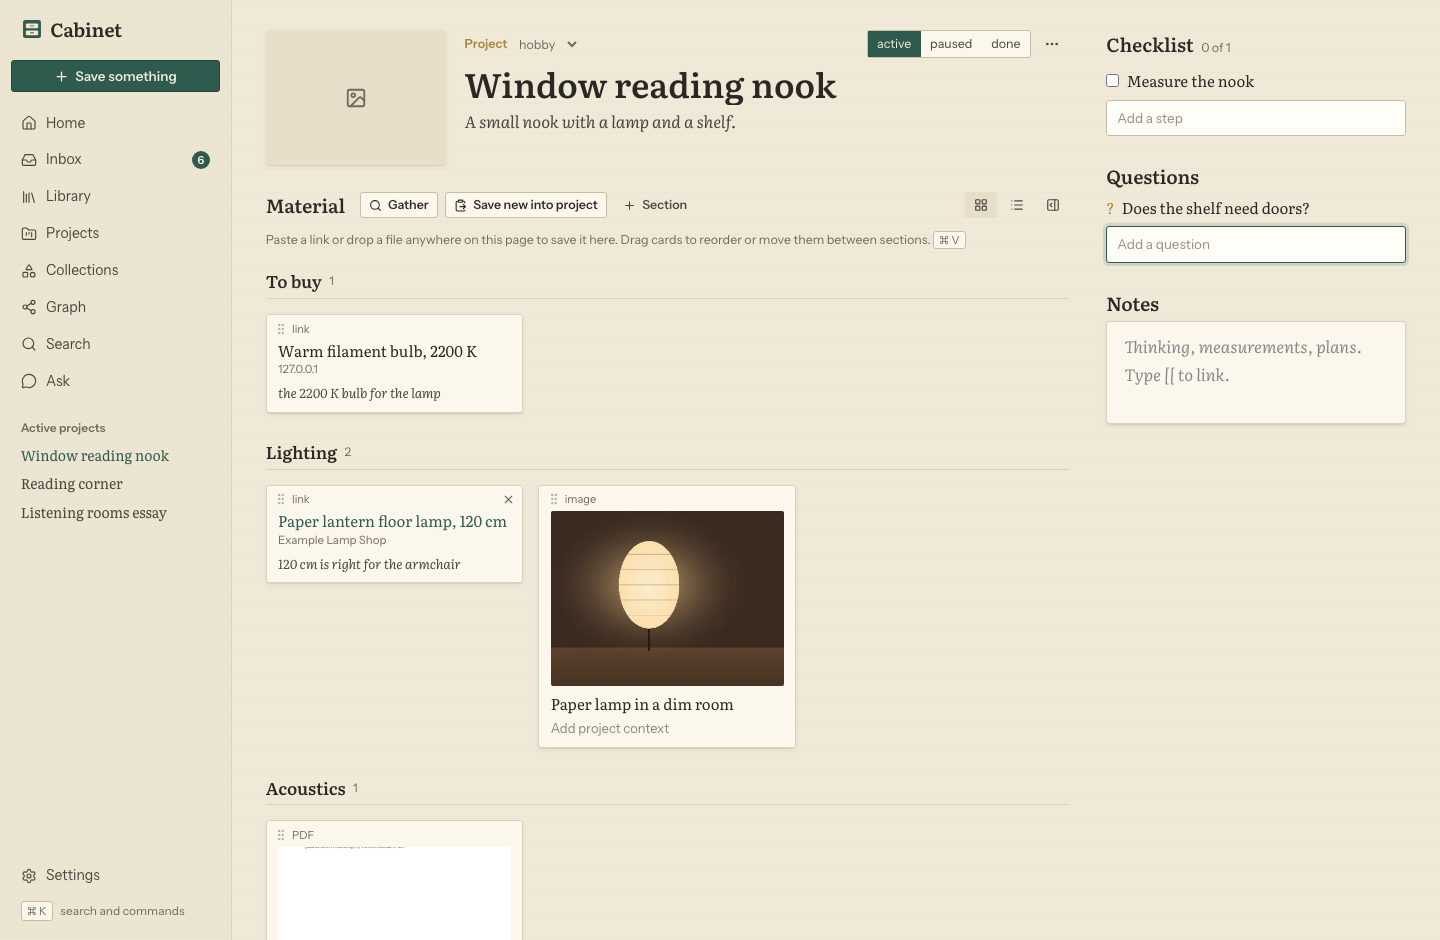 Cabinet
Save something
Home
Inbox 6
Library
Projects
Collections
Graph
Search
Ask
Active projects
Window reading nook
Reading corner
Listening rooms essay
Settings
⌘ K search and commands
Project hobby
active paused done
Window reading nook
A small nook with a lamp and a shelf.
Material Gather Save new into project Section
Paste a link or drop a file anywhere on this page to save it here. Drag cards to reorder or move them between sections. ⌘ V
To buy 1
link
Warm filament bulb, 2200 K
127.0.0.1
the 2200 K bulb for the lamp
Lighting 2
link
Paper lantern floor lamp, 120 cm
Example Lamp Shop
120 cm is right for the armchair
image
Paper lamp in a dim room
Add project context
Acoustics 1
PDF
Checklist 0 of 1
Measure the nook
Add a step
Questions
? Does the shelf need doors?
Add a question
Notes
Thinking, measurements, plans.
Type [[ to link.